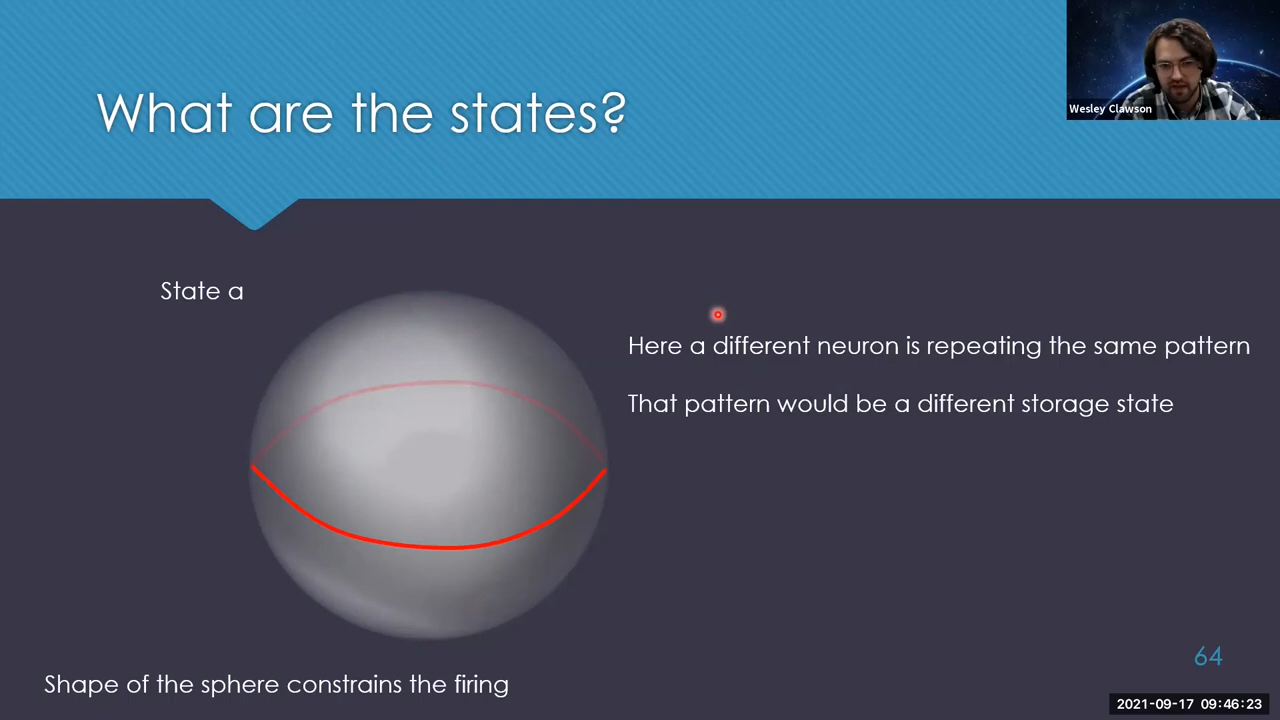 What are the states?
Wesley Clawson
State a
Here a different neuron is repeating the same pattern
That pattern would be a different storage state
64
Shape of the sphere constrains the firing
2021-09-17 09:46:23